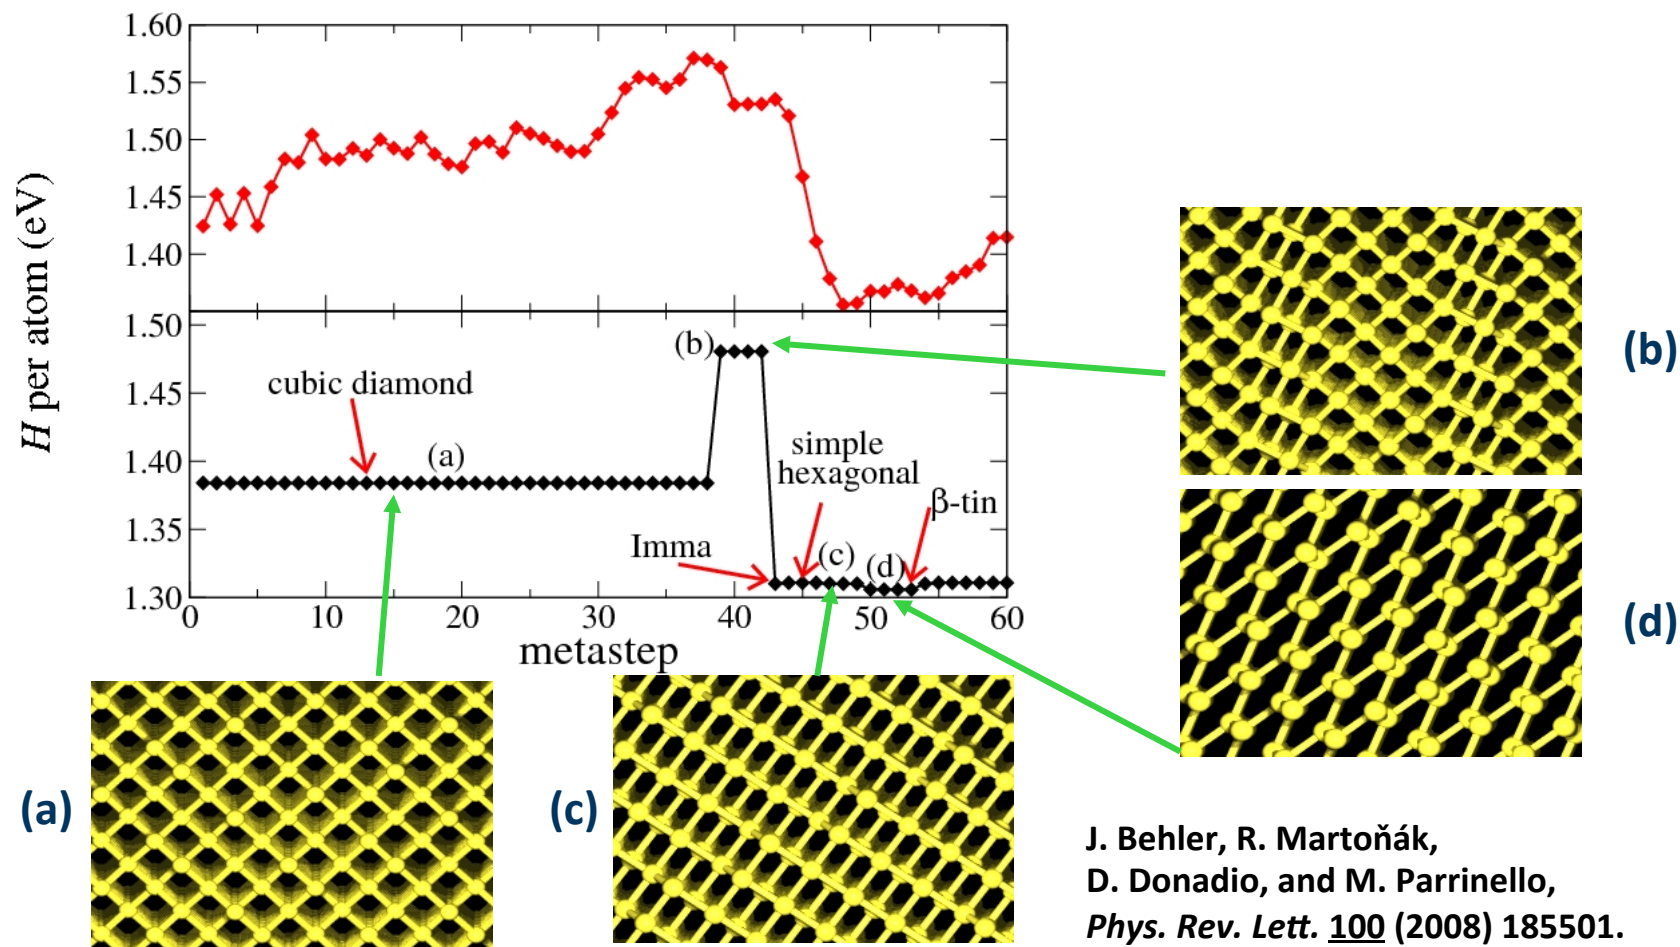 H per atom (eV)
1.60
1.55
1.50
1.45
1.40
1.50
1.45
1.40
1.35
1.30
0 10 20 30 40 50 60
metastep
cubic diamond
(a)
(b)
simple
hexagonal
β-tin
Imma
(c)
(d)
(b)
(d)
(a)
(c)
J. Behler, R. Martoňák,
D. Donadio, and M. Parrinello,
Phys. Rev. Lett. 100 (2008) 185501.